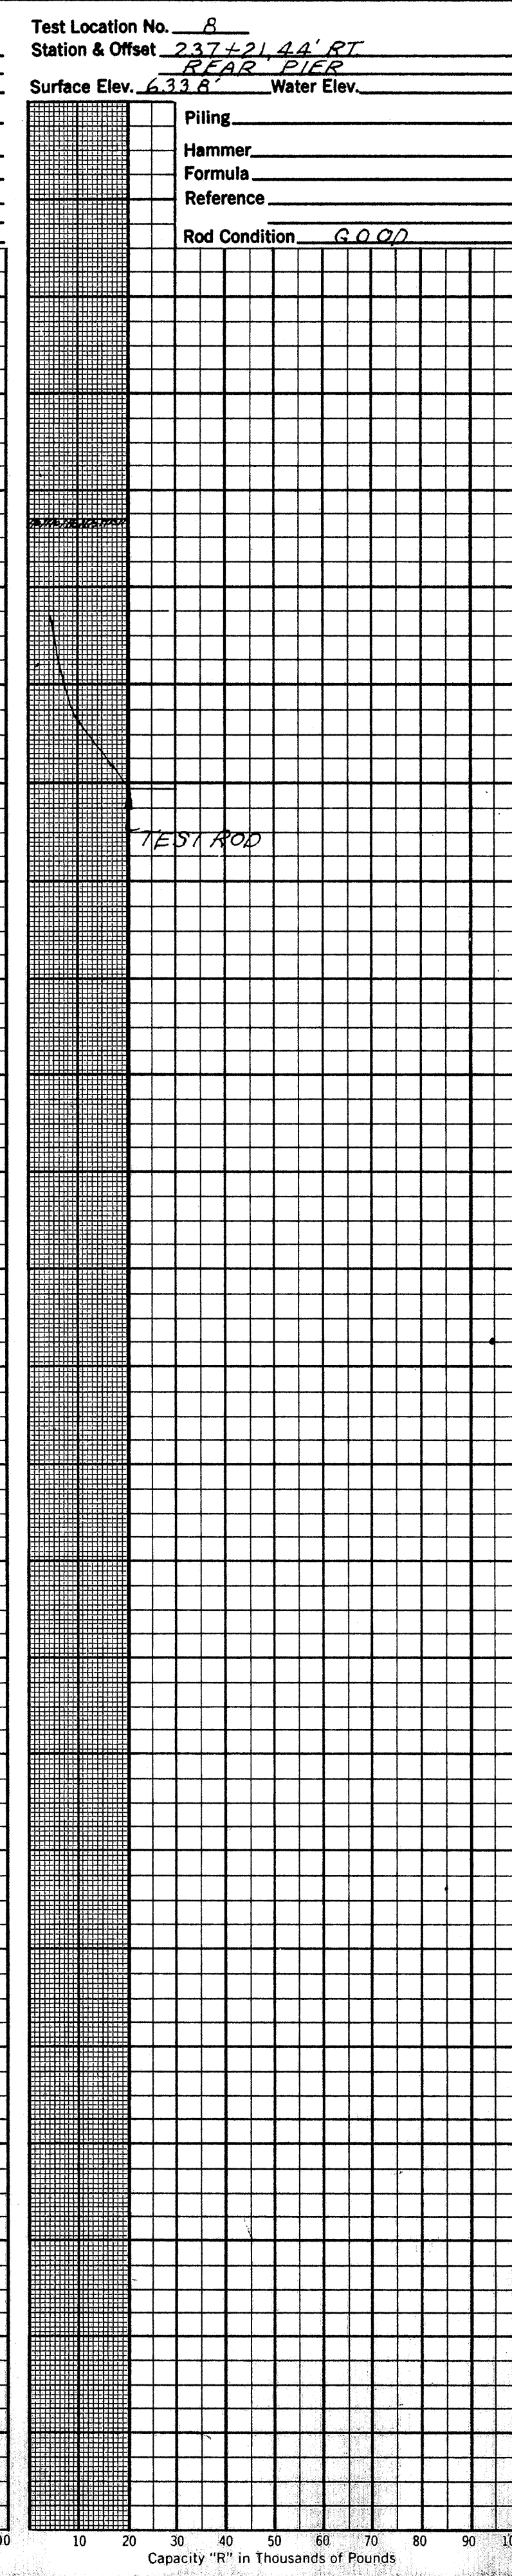 Test Location No. 8
Station & Offset 237+21, 44' RT.
REAR PIER
Surface Elev. 633.8' Water Elev.
Piling
Hammer
Formula
Reference
Rod Condition GOOD
TEST ROD
10 20 30 40 50 60 70 80 90
Capacity "R" in Thousands of Pounds